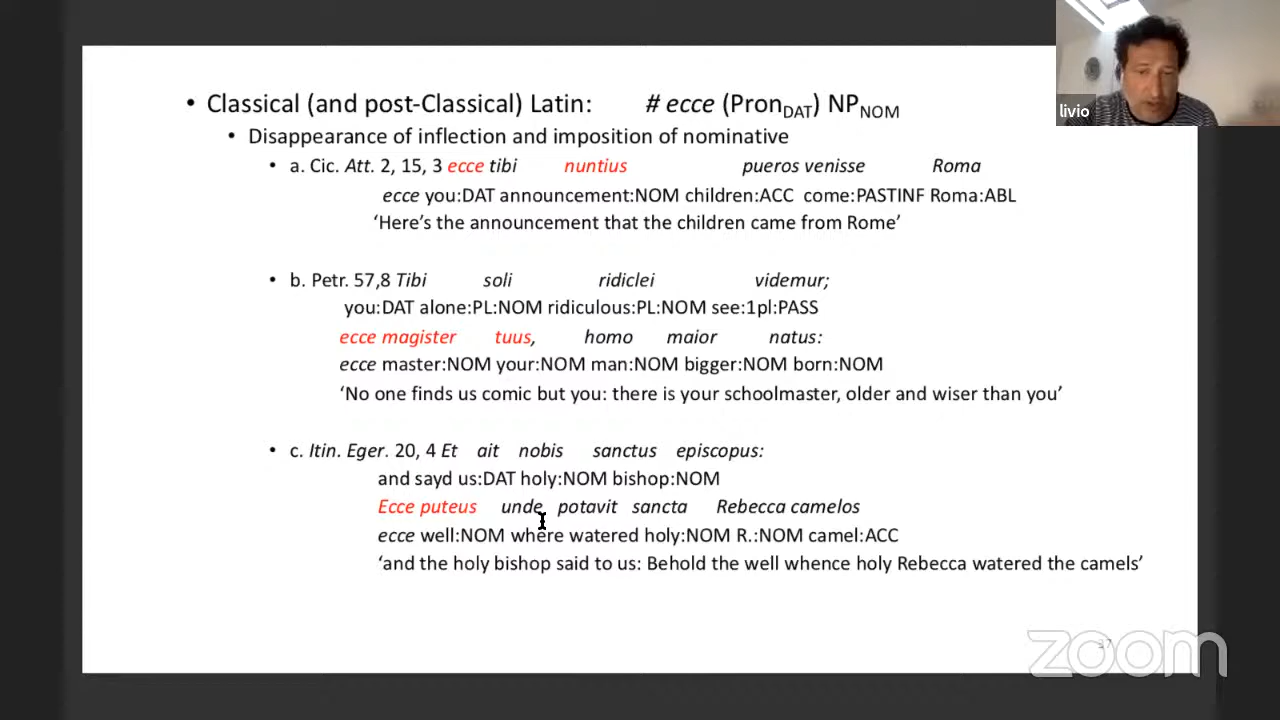 • Classical (and post-Classical) Latin: # ecce (PronDAT) NPNOM
livio
• Disappearance of inflection and imposition of nominative
• a. Cic. Att. 2, 15, 3 ecce tibi nuntius pueros venisse Roma
ecce you:DAT announcement:NOM children:ACC come:PASTINF Roma:ABL
‘Here’s the announcement that the children came from Rome’
• b. Petr. 57,8 Tibi soli ridiclei videmur;
you:DAT alone:PL:NOM ridiculous:PL:NOM see:1pl:PASS
ecce magister tuus, homo maior natus:
ecce master:NOM your:NOM man:NOM bigger:NOM born:NOM
‘No one finds us comic but you: there is your schoolmaster, older and wiser than you’
• c. Itin. Eger. 20, 4 Et ait nobis sanctus episcopus:
and sayd us:DAT holy:NOM bishop:NOM
Ecce puteus unde potavit sancta Rebecca camelos
ecce well:NOM where watered holy:NOM R.:NOM camel:ACC
‘and the holy bishop said to us: Behold the well whence holy Rebecca watered the camels’
37
zoom